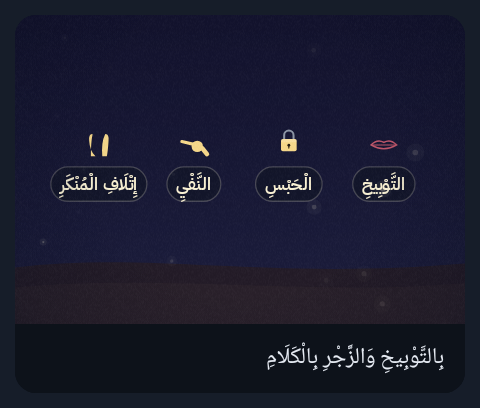 التَّوْبِيخِ
الْحَبْسِ
النَّفْيِ
إِتْلَافِ الْمُنْكَرِ
بِالتَّوْبِيخِ وَالزَّجْرِ بِالْكَلَامِ